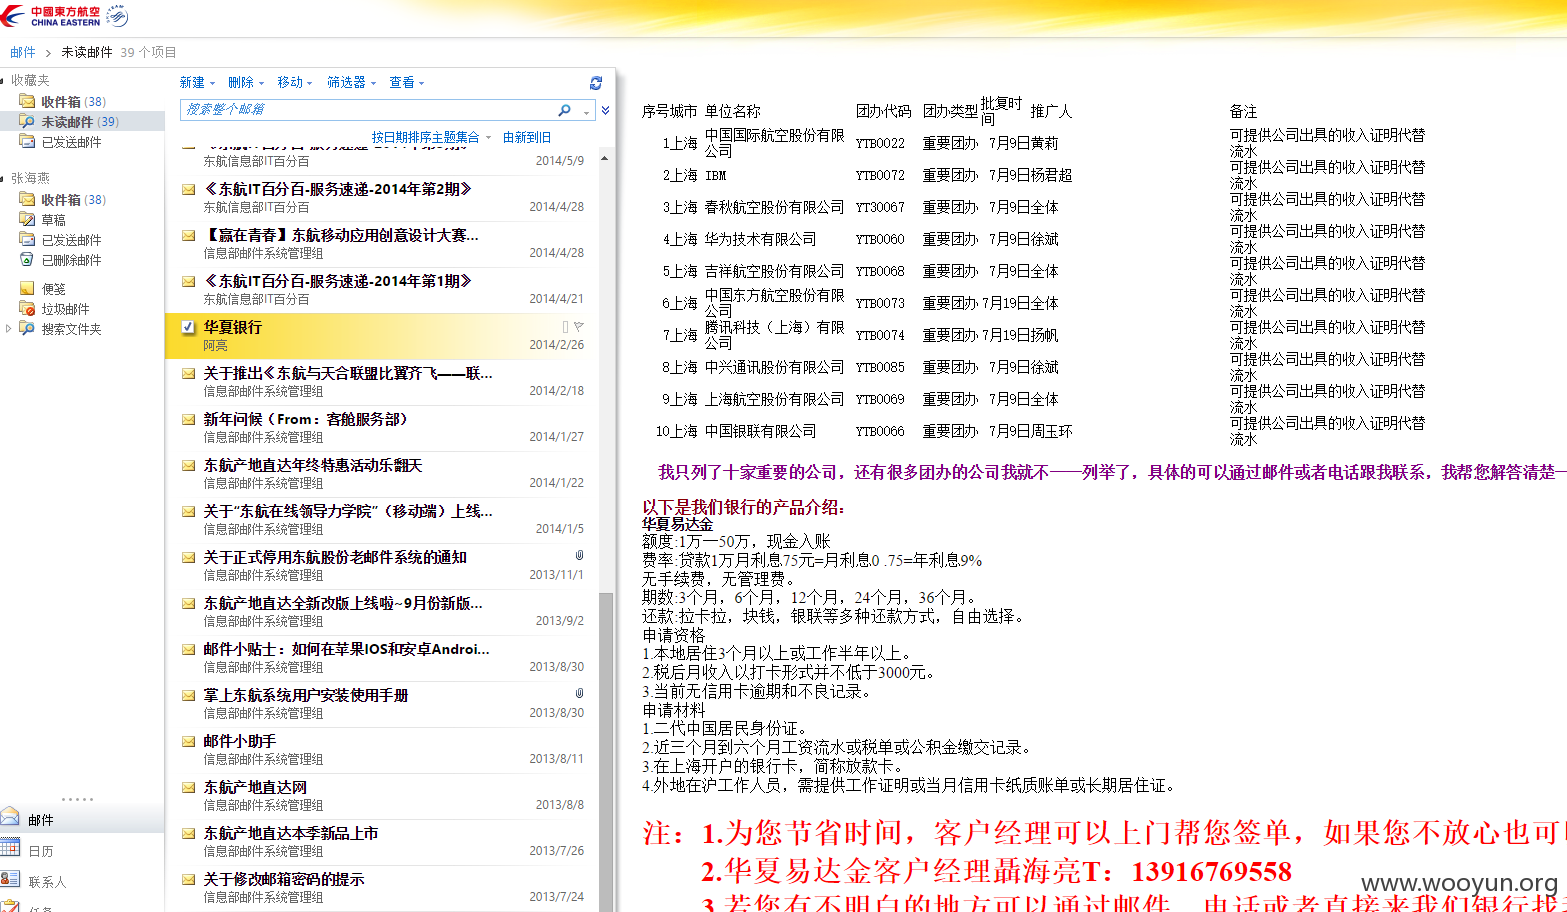 中國東方航空
CHINA EASTERN
邮件 › 未读邮件 39 个项目
收藏夹
收件箱 (38)
未读邮件 (39)
已发送邮件
张海燕
收件箱 (38)
草稿
已发送邮件
已删除邮件
便笺
垃圾邮件
搜索文件夹
邮件
日历
联系人
新建 删除 移动 筛选器 查看
搜索整个邮箱
按日期排序主题集合 由新到旧
东航信息部IT百分百 2014/5/9
《东航IT百分百-服务速递-2014年第2期》
东航信息部IT百分百 2014/4/28
【赢在青春】东航移动应用创意设计大赛...
信息部邮件系统管理组 2014/4/28
《东航IT百分百-服务速递-2014年第1期》
东航信息部IT百分百 2014/4/21
华夏银行
阿亮 2014/2/26
关于推出《东航与天合联盟比翼齐飞——联...
信息部邮件系统管理组 2014/2/18
新年问候（From：客舱服务部）
信息部邮件系统管理组 2014/1/27
东航产地直达年终特惠活动乐翻天
信息部邮件系统管理组 2014/1/22
关于“东航在线领导力学院”（移动端）上线...
信息部邮件系统管理组 2014/1/5
关于正式停用东航股份老邮件系统的通知
信息部邮件系统管理组 2013/11/1
东航产地直达全新改版上线啦~9月份新版...
信息部邮件系统管理组 2013/9/2
邮件小贴士：如何在苹果IOS和安卓Androi...
信息部邮件系统管理组 2013/8/30
掌上东航系统用户安装使用手册
信息部邮件系统管理组 2013/8/30
邮件小助手
信息部邮件系统管理组 2013/8/11
东航产地直达网
信息部邮件系统管理组 2013/8/8
东航产地直达本季新品上市
信息部邮件系统管理组 2013/7/26
关于修改邮箱密码的提示
信息部邮件系统管理组 2013/7/24
序号城市 单位名称 团办代码 团办类型 批复时间 推广人 备注
1上海 中国国际航空股份有限公司 YTB0022 重要团办 7月9日黄莉 可提供公司出具的收入证明代替流水
2上海 IBM YTB0072 重要团办 7月9日杨君超 可提供公司出具的收入证明代替流水
3上海 春秋航空股份有限公司 YT30067 重要团办 7月9日全体 可提供公司出具的收入证明代替流水
4上海 华为技术有限公司 YTB0060 重要团办 7月9日徐斌 可提供公司出具的收入证明代替流水
5上海 吉祥航空股份有限公司 YTB0068 重要团办 7月9日全体 可提供公司出具的收入证明代替流水
6上海 中国东方航空股份有限公司 YTB0073 重要团办 7月19日全体 可提供公司出具的收入证明代替流水
7上海 腾讯科技（上海）有限公司 YTB0074 重要团办 7月19日扬帆 可提供公司出具的收入证明代替流水
8上海 中兴通讯股份有限公司 YTB0085 重要团办 7月9日徐斌 可提供公司出具的收入证明代替流水
9上海 上海航空股份有限公司 YTB0069 重要团办 7月9日全体 可提供公司出具的收入证明代替流水
10上海 中国银联有限公司 YTB0066 重要团办 7月9日周玉环 可提供公司出具的收入证明代替流水
我只列了十家重要的公司，还有很多团办的公司我就不一一列举了，具体的可以通过邮件或者电话跟我联系，我帮您解答清楚一
以下是我们银行的产品介绍：
华夏易达金
额度:1万—50万，现金入账
费率:贷款1万月利息75元=月利息0 .75=年利息9%
无手续费，无管理费。
期数:3个月，6个月，12个月，24个月，36个月。
还款:拉卡拉，块钱，银联等多种还款方式，自由选择。
申请资格
1.本地居住3个月以上或工作半年以上。
2.税后月收入以打卡形式并不低于3000元。
3.当前无信用卡逾期和不良记录。
申请材料
1.二代中国居民身份证。
2.近三个月到六个月工资流水或税单或公积金缴交记录。
3.在上海开户的银行卡，简称放款卡。
4.外地在沪工作人员，需提供工作证明或当月信用卡纸质账单或长期居住证。
注：1.为您节省时间，客户经理可以上门帮您签单，如果您不放心也可
2.华夏易达金客户经理聶海亮T：13916769558
3.若您有不明白的地方可以通过邮件，电话或者直接来我们银行找
www.wooyun.org